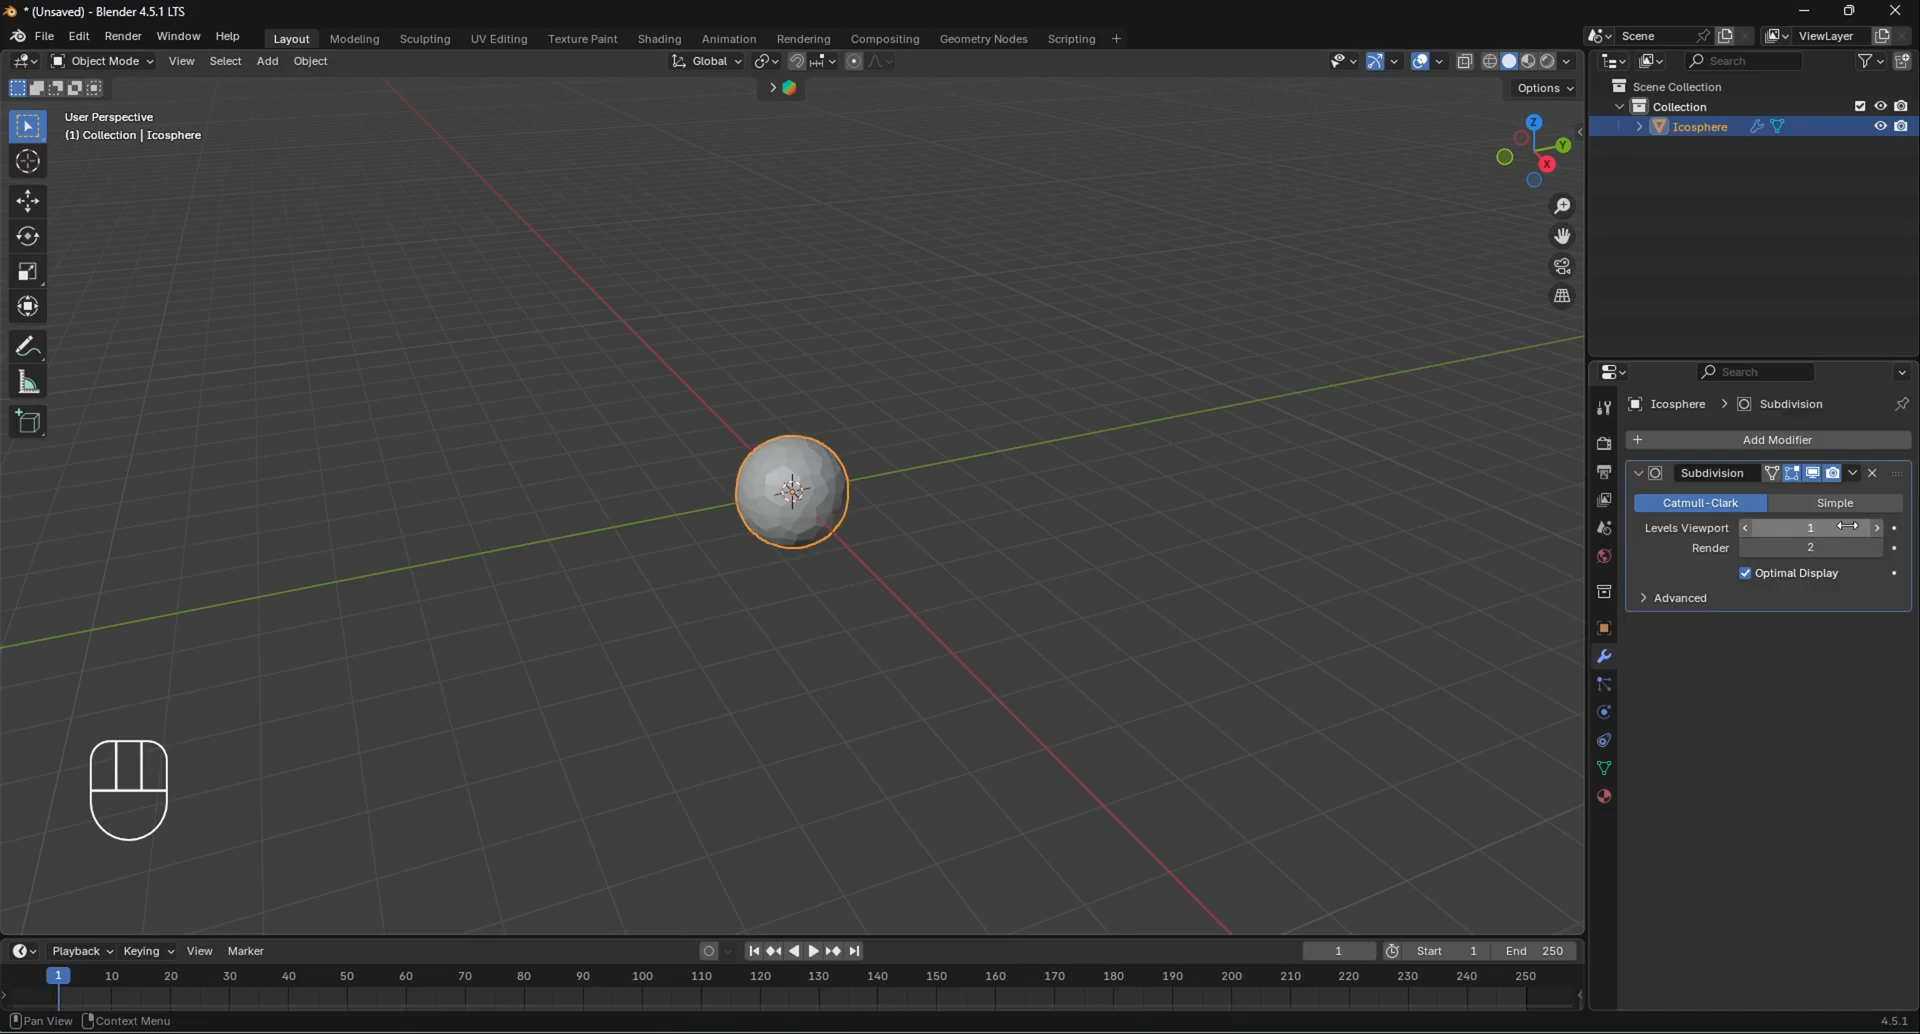 * (Unsaved) - Blender 4.5.1 LTS
File Edit Render Window Help Layout Modeling Sculpting UV Editing Texture Paint Shading Animation Rendering Compositing Geometry Nodes Scripting + Scene ViewLayer
Object Mode View Select Add Object Global Search
Options
User Perspective
(1) Collection | Icosphere
Z
Y
X
Scene Collection
Collection
Icosphere
Search
Icosphere > Subdivision
+ Add Modifier
Subdivision
Catmull-Clark Simple
Levels Viewport 1
Render 2
Optimal Display
Advanced
Playback Keying View Marker 1 Start 1 End 250
1 10 20 30 40 50 60 70 80 90 100 110 120 130 140 150 160 170 180 190 200 210 220 230 240 250
Pan View Context Menu 4.5.1